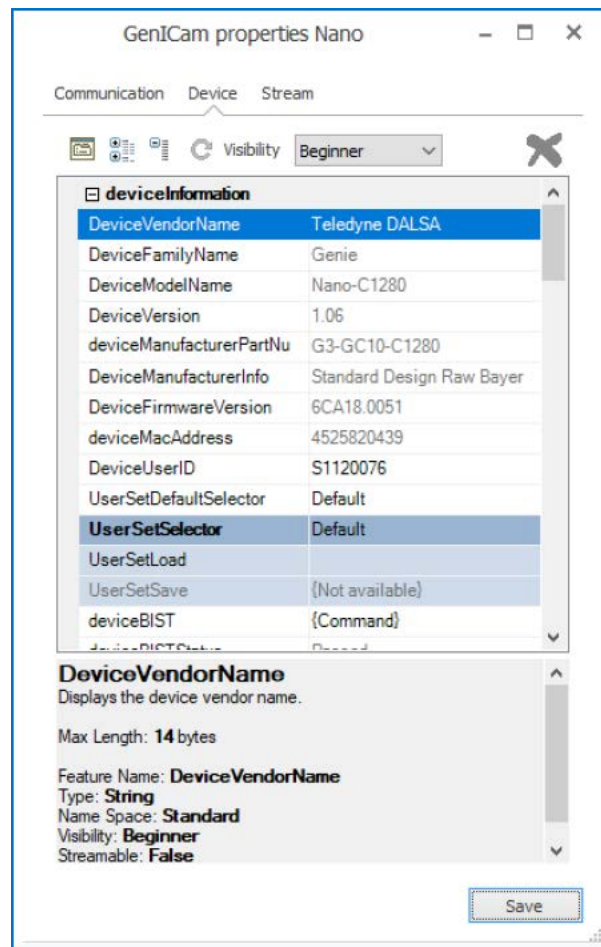 GenICam properties Nano
Communication Device Stream
Visibility Beginner
deviceInformation
DeviceVendorName Teledyne DALSA
DeviceFamilyName Genie
DeviceModelName Nano-C1280
DeviceVersion 1.06
deviceManufacturerPartNu G3-GC10-C1280
DeviceManufacturerInfo Standard Design Raw Bayer
DeviceFirmwareVersion 6CA18.0051
deviceMacAddress 4525820439
DeviceUserID S1120076
UserSetDefaultSelector Default
UserSetSelector Default
UserSetLoad
UserSetSave {Not available}
deviceBIST {Command}
DeviceVendorName
Displays the device vendor name.
Max Length: 14 bytes
Feature Name: DeviceVendorName
Type: String
Name Space: Standard
Visibility: Beginner
Streamable: False
Save